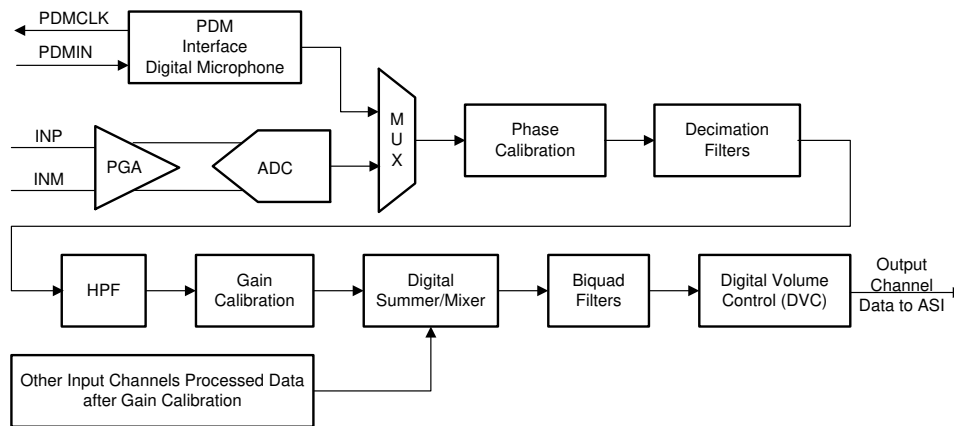 PDMCLK
PDMIN
PDM
Interface
Digital Microphone
INP
INM
PGA
ADC
M
U
X
Phase
Calibration
Decimation
Filters
HPF
Gain
Calibration
Digital
Summer/Mixer
Biquad
Filters
Digital Volume
Control (DVC)
Output
Channel
Data to ASI
Other Input Channels Processed Data
after Gain Calibration